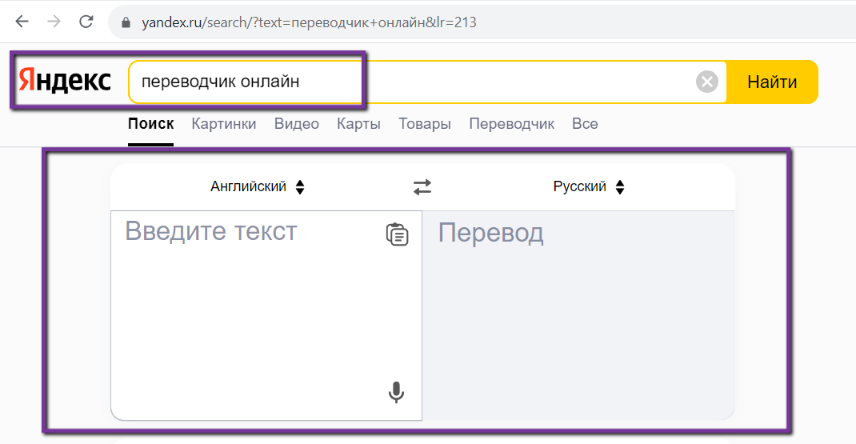 yandex.ru/search/?text=переводчик+онлайн&lr=213
Яндекс переводчик онлайн Найти
Поиск Картинки Видео Карты Товары Переводчик Все
Английский Русский
Введите текст Перевод